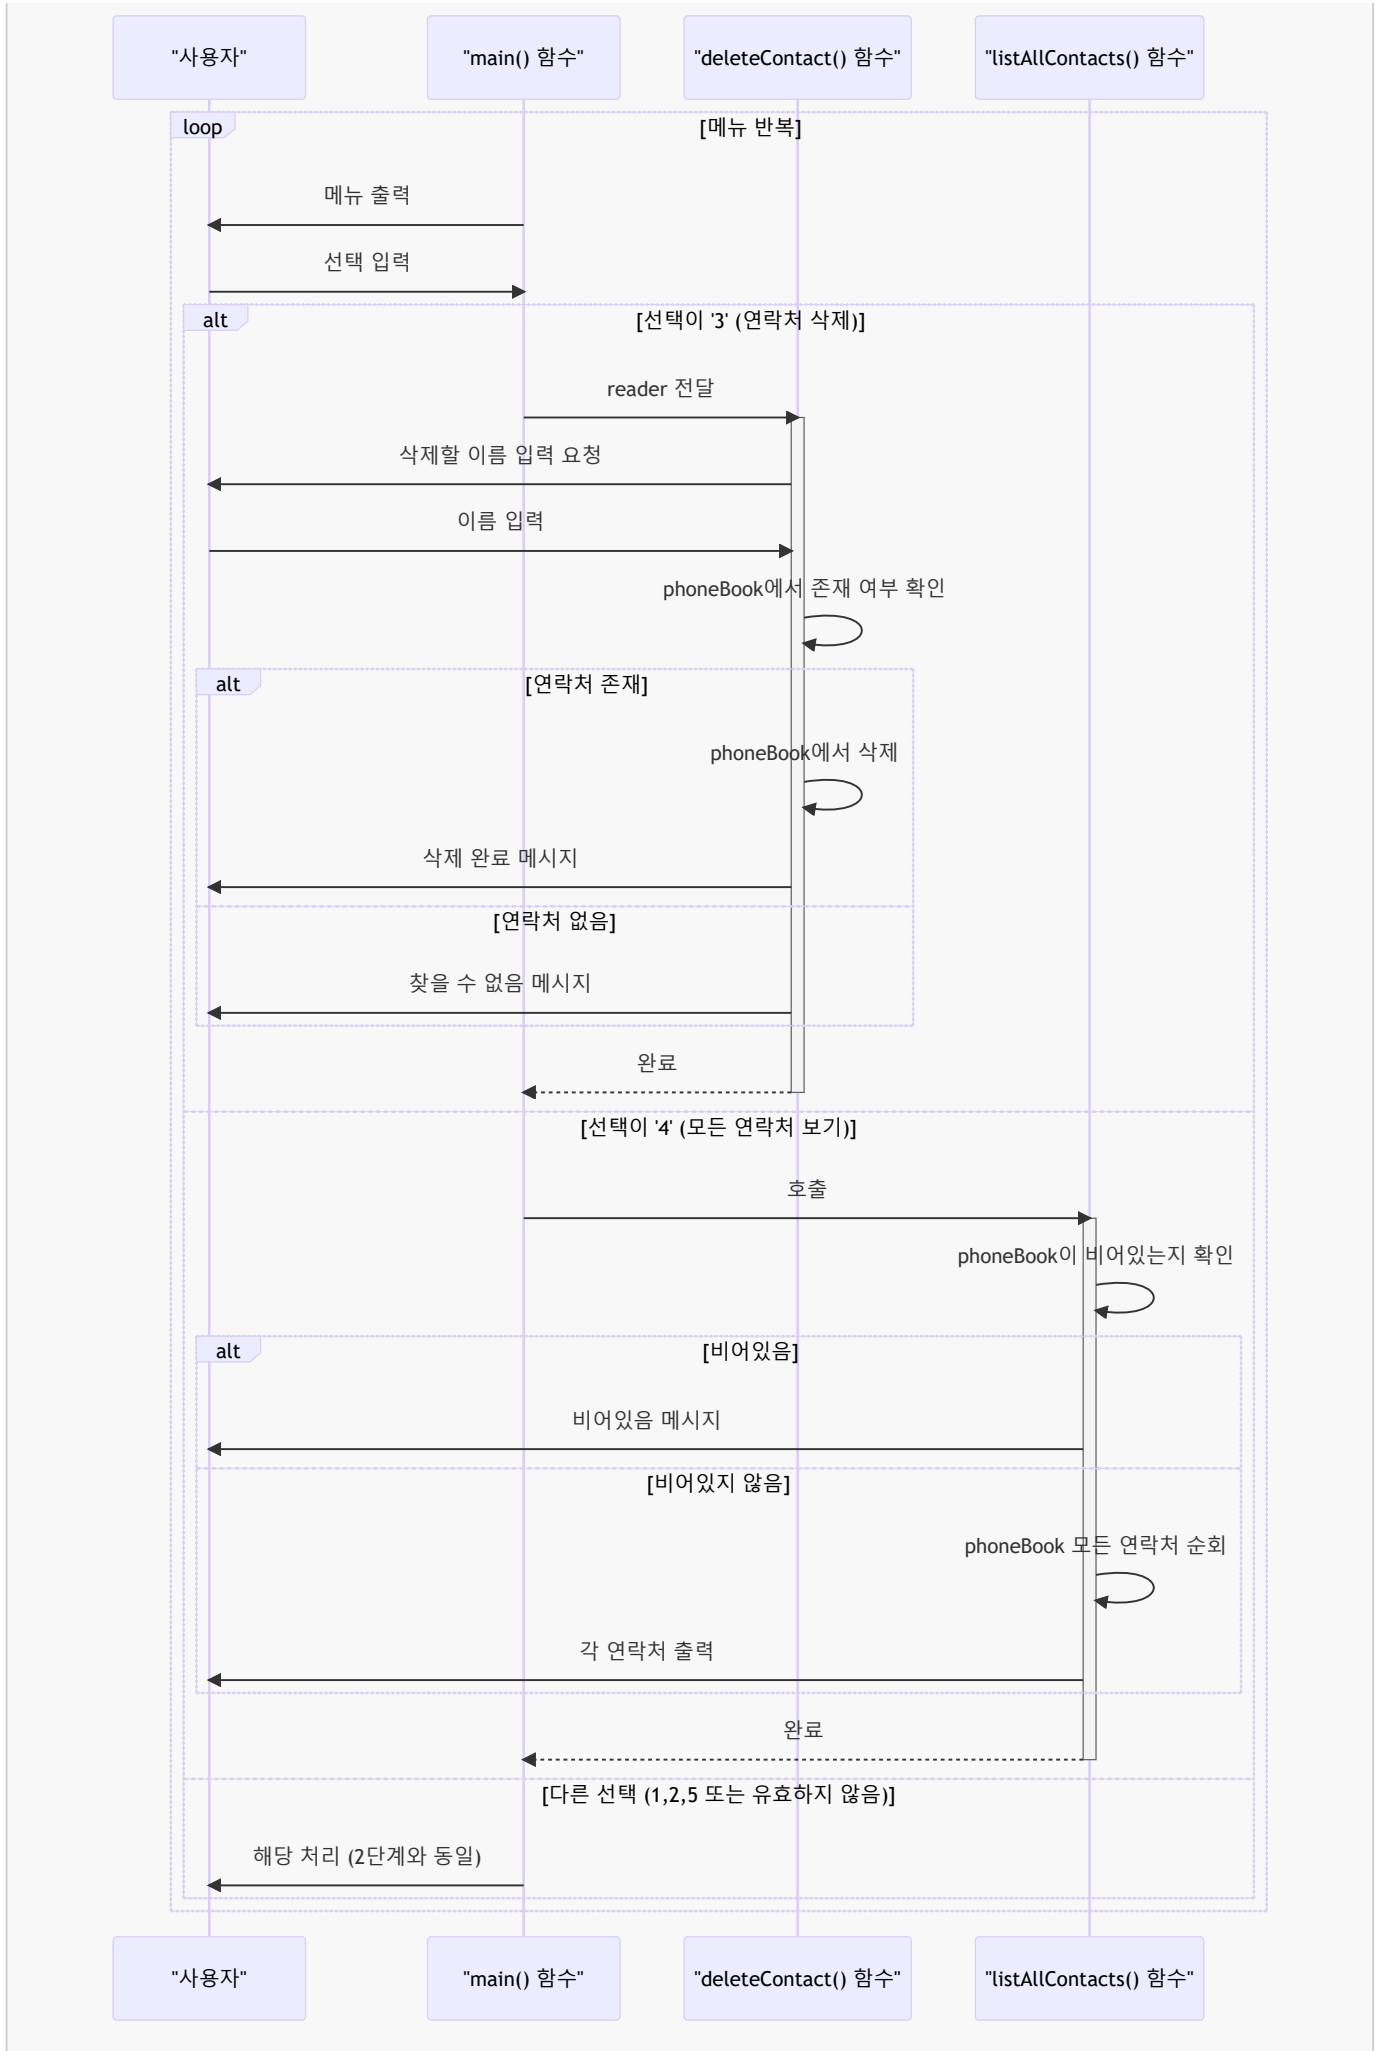 "사용자"
"main() 함수"
"deleteContact() 함수"
"listAllContacts() 함수"
loop
[메뉴 반복]
메뉴 출력
선택 입력
alt
[선택이 '3' (연락처 삭제)]
reader 전달
삭제할 이름 입력 요청
이름 입력
phoneBook에서 존재 여부 확인
alt
[연락처 존재]
phoneBook에서 삭제
삭제 완료 메시지
[연락처 없음]
찾을 수 없음 메시지
완료
[선택이 '4' (모든 연락처 보기)]
호출
phoneBook이 비어있는지 확인
alt
[비어있음]
비어있음 메시지
[비어있지 않음]
phoneBook 모든 연락처 순회
각 연락처 출력
완료
[다른 선택 (1,2,5 또는 유효하지 않음)]
해당 처리 (2단계와 동일)
"사용자"
"main() 함수"
"deleteContact() 함수"
"listAllContacts() 함수"